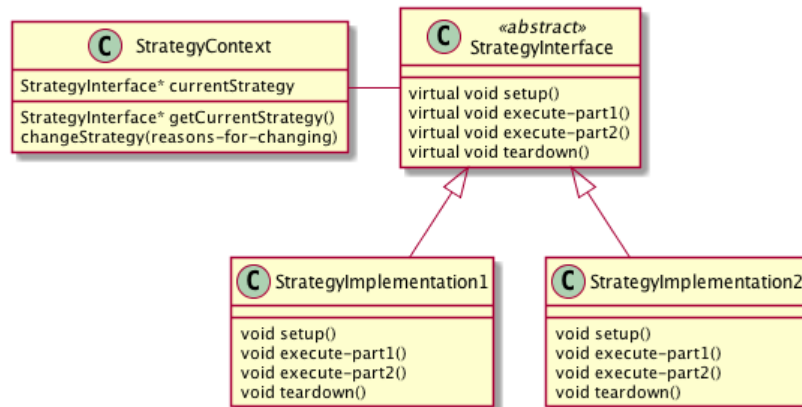 C StrategyContext
StrategyInterface* currentStrategy
StrategyInterface* getCurrentStrategy()
changeStrategy(reasons-for-changing)
C «abstract»
StrategyInterface
virtual void setup()
virtual void execute-part1()
virtual void execute-part2()
virtual void teardown()
C StrategyImplementation1
void setup()
void execute-part1()
void execute-part2()
void teardown()
C StrategyImplementation2
void setup()
void execute-part1()
void execute-part2()
void teardown()